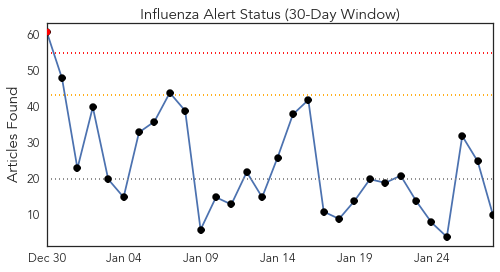 Influenza Alert Status (30-Day Window)
Articles Found
60
50
40
30
20
10
Dec 30 Jan 04 Jan 09 Jan 14 Jan 19 Jan 24